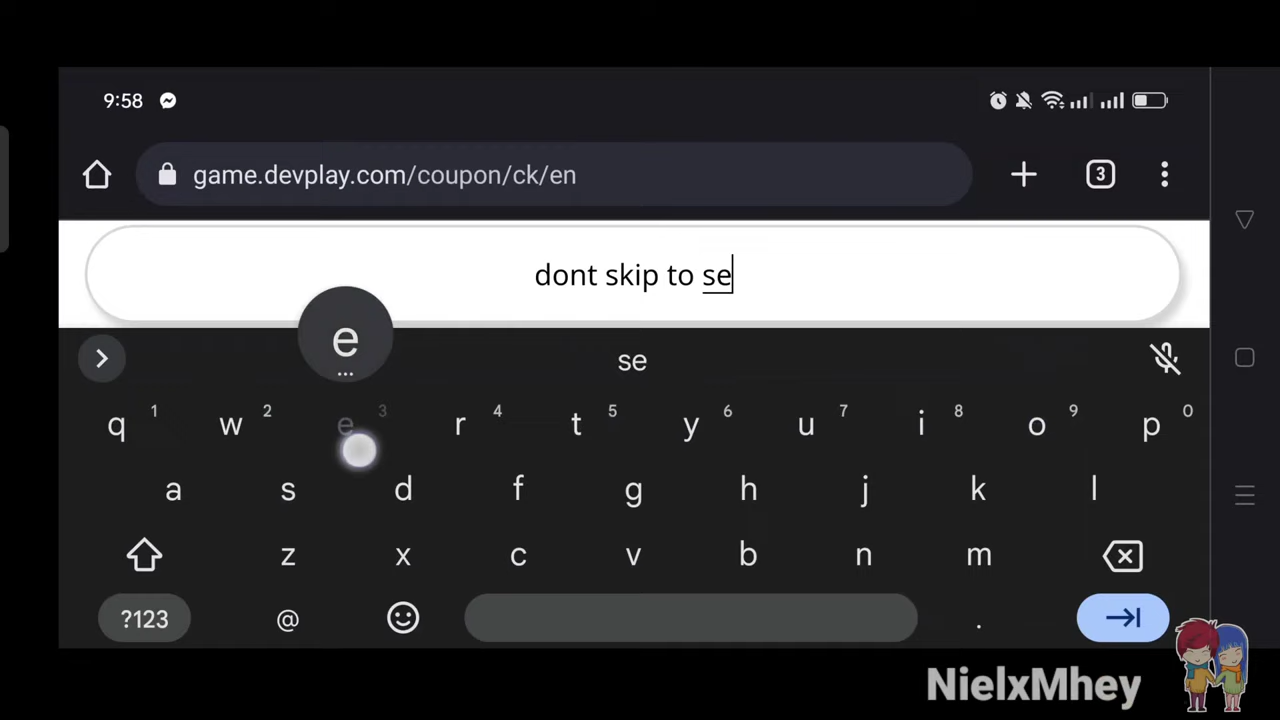 9:58
game.devplay.com/coupon/ck/en
3
dont skip to se
e
...
se
q 1 w 2 e 3 r 4 t 5 y 6 u 7 i 8 o 9 p 0
a s d f g h j k l
z x c v b n m
?123 @ .
NielxMhey